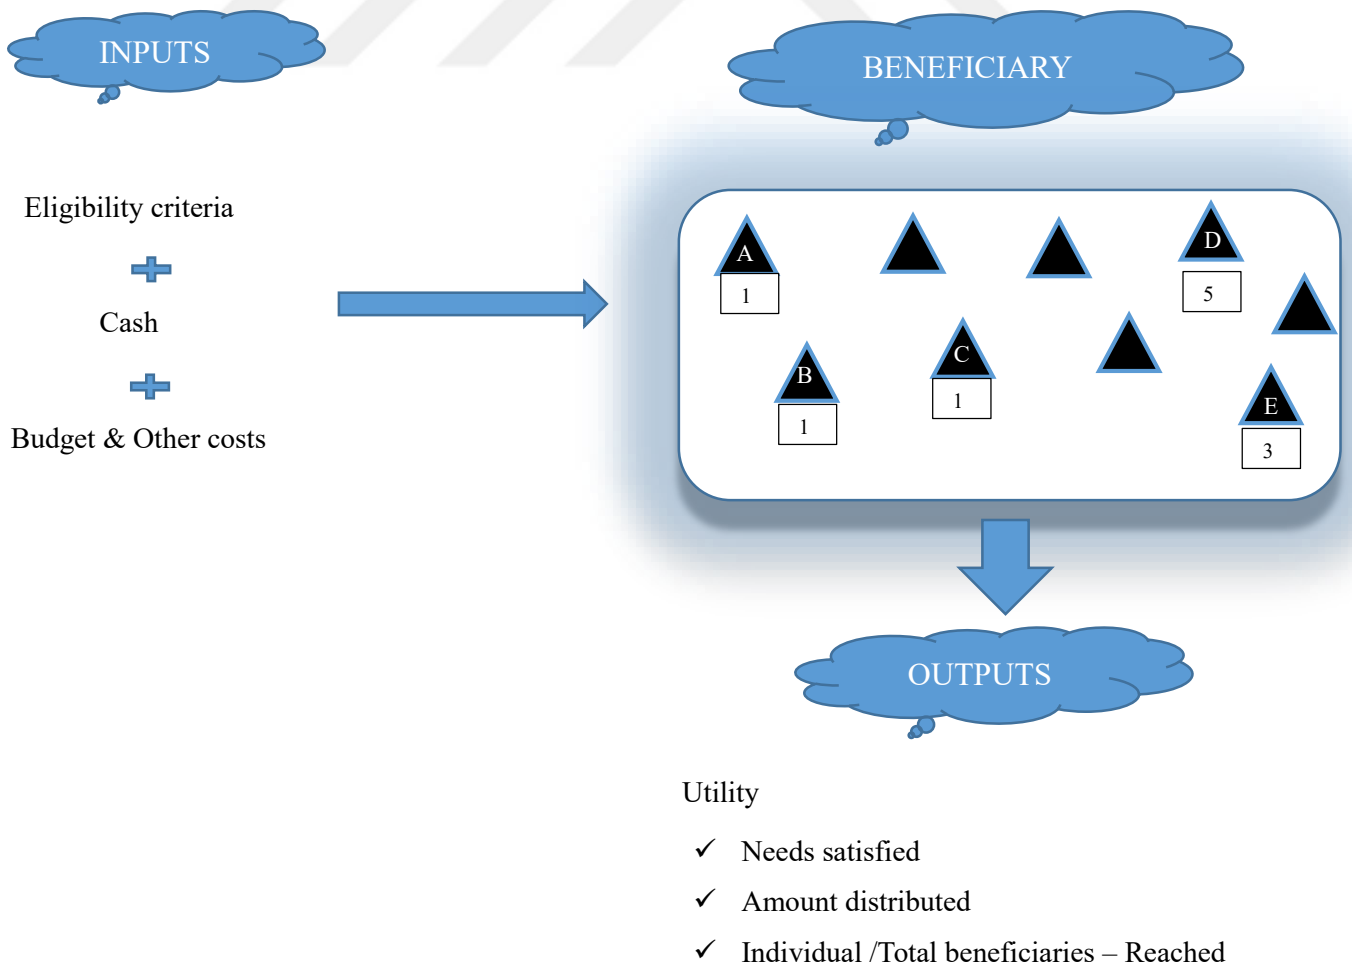 INPUTS
BENEFICIARY
Eligibility criteria
Cash
Budget & Other costs
A
1
D
5
B
1
C
1
E
3
OUTPUTS
Utility
✓ Needs satisfied
✓ Amount distributed
✓ Individual /Total beneficiaries – Reached